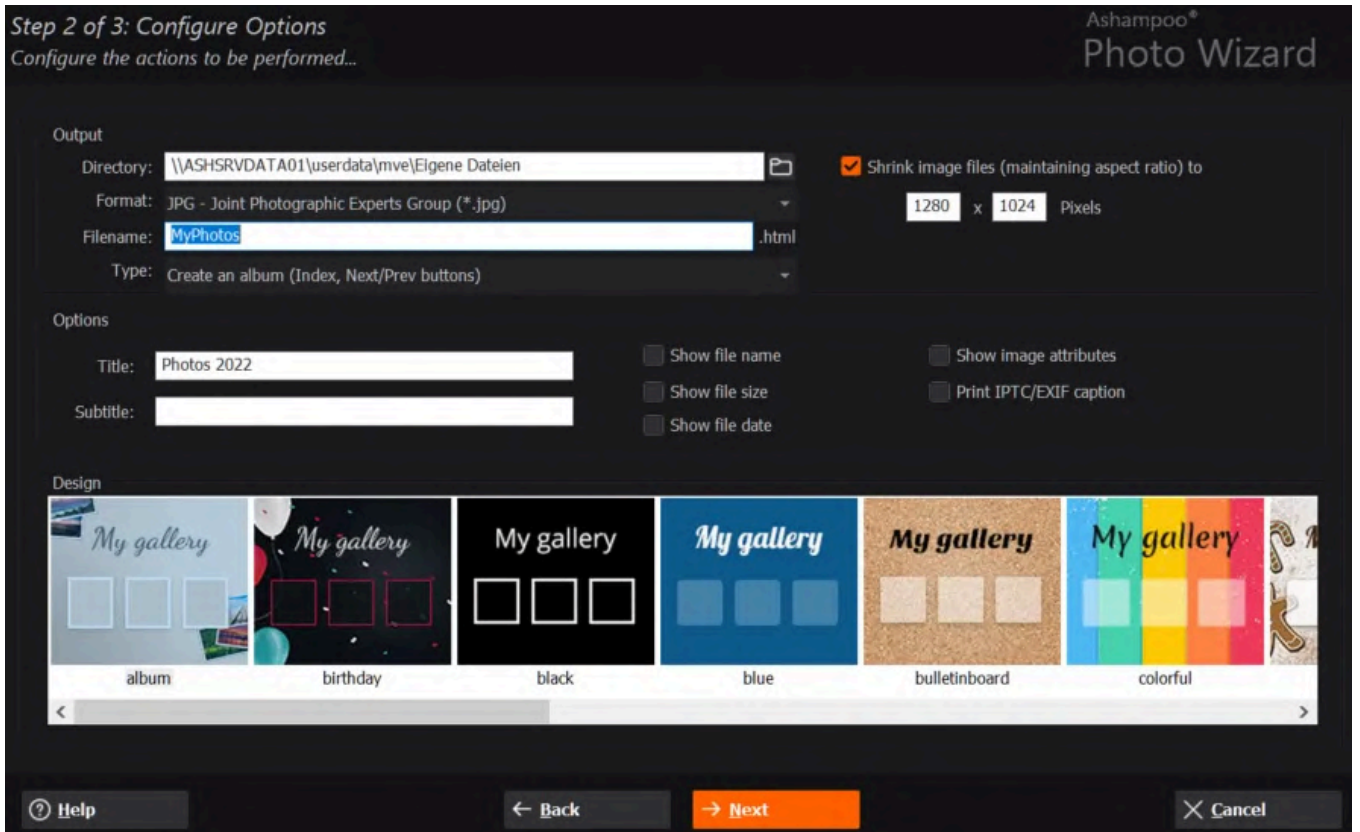 Step 2 of 3: Configure Options
Configure the actions to be performed...
Ashampoo®
Photo Wizard
Output
Directory: \\ASHSRVDATA01\userdata\mve\Eigene Dateien
Shrink image files (maintaining aspect ratio) to
Format: JPG - Joint Photographic Experts Group (*.jpg)
1280 x 1024 Pixels
Filename: MyPhotos .html
Type: Create an album (Index, Next/Prev buttons)
Options
Title: Photos 2022
Show file name
Show image attributes
Show file size
Print IPTC/EXIF caption
Subtitle:
Show file date
Design
My gallery
My gallery
My gallery
My gallery
My gallery
My gallery
album
birthday
black
blue
bulletinboard
colorful
Help
← Back
→ Next
Cancel